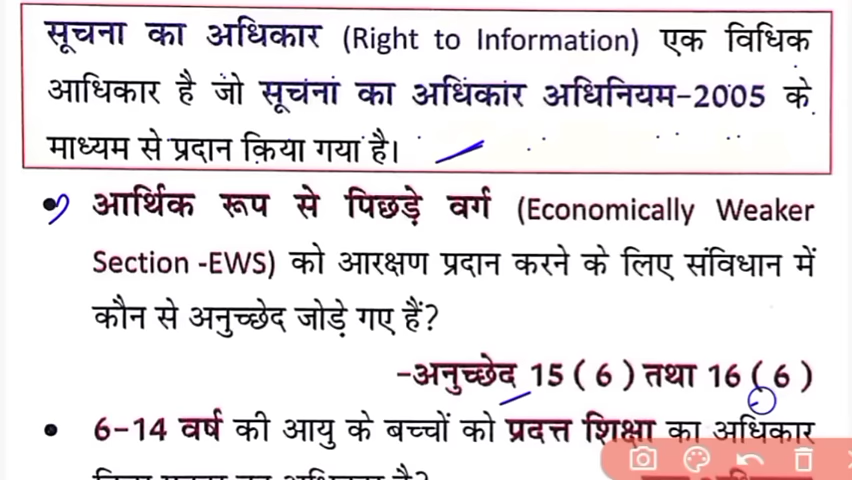 सूचना का अधिकार (Right to Information) एक विधिक
आधिकार है जो सूचना का अधिकार अधिनियम-2005 के
माध्यम से प्रदान किया गया है।
• आर्थिक रूप से पिछड़े वर्ग (Economically Weaker
Section -EWS) को आरक्षण प्रदान करने के लिए संविधान में
कौन से अनुच्छेद जोड़े गए हैं?
-अनुच्छेद 15 ( 6 ) तथा 16 ( 6 )
• 6-14 वर्ष की आयु के बच्चों को प्रदत्त शिक्षा का अधिकार